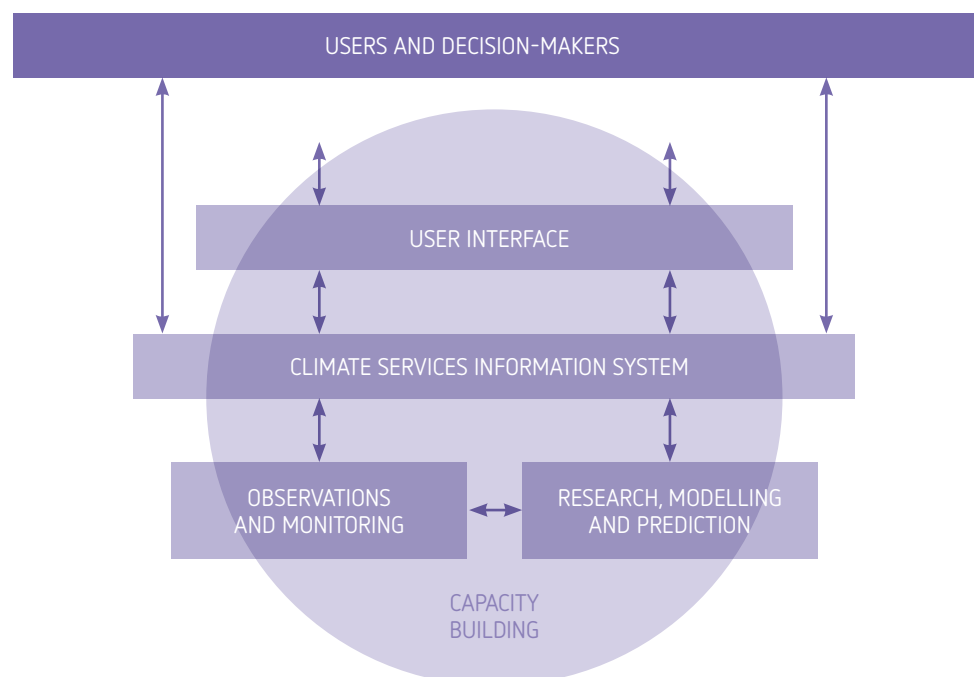 USERS AND DECISION-MAKERS
USER INTERFACE
CLIMATE SERVICES INFORMATION SYSTEM
OBSERVATIONS
AND MONITORING
RESEARCH, MODELLING
AND PREDICTION
CAPACITY
BUILDING